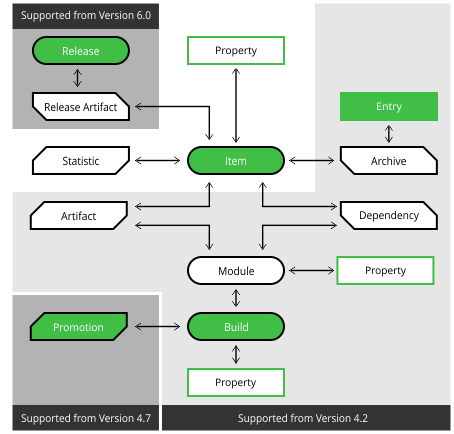 Supported from Version 6.0
Release
Property
Release Artifact
Entry
Statistic
Item
Archive
Artifact
Dependency
Module
Property
Promotion
Build
Property
Supported from Version 4.7
Supported from Version 4.2